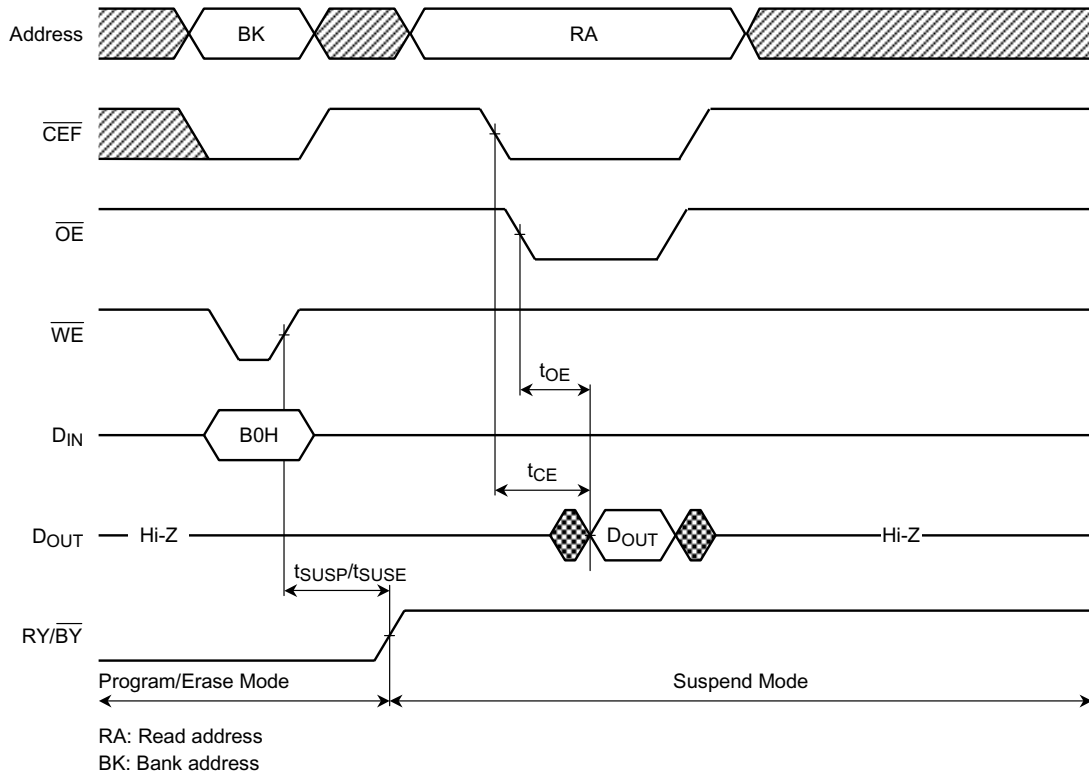 Address BK RA
CEF
OE
WE
tOE
DIN B0H
tCE
DOUT Hi-Z DOUT Hi-Z
tSUSP/tSUSE
RY/BY
Program/Erase Mode Suspend Mode
RA: Read address
BK: Bank address